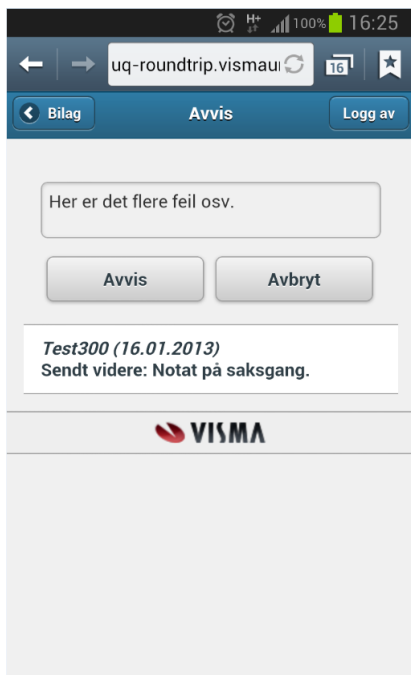 H+ 100% 16:25
uq-roundtrip.vismau 16
Bilag Avvis Logg av
Her er det flere feil osv.
Avvis Avbryt
Test300 (16.01.2013)
Sendt videre: Notat på saksgang.
VISMA